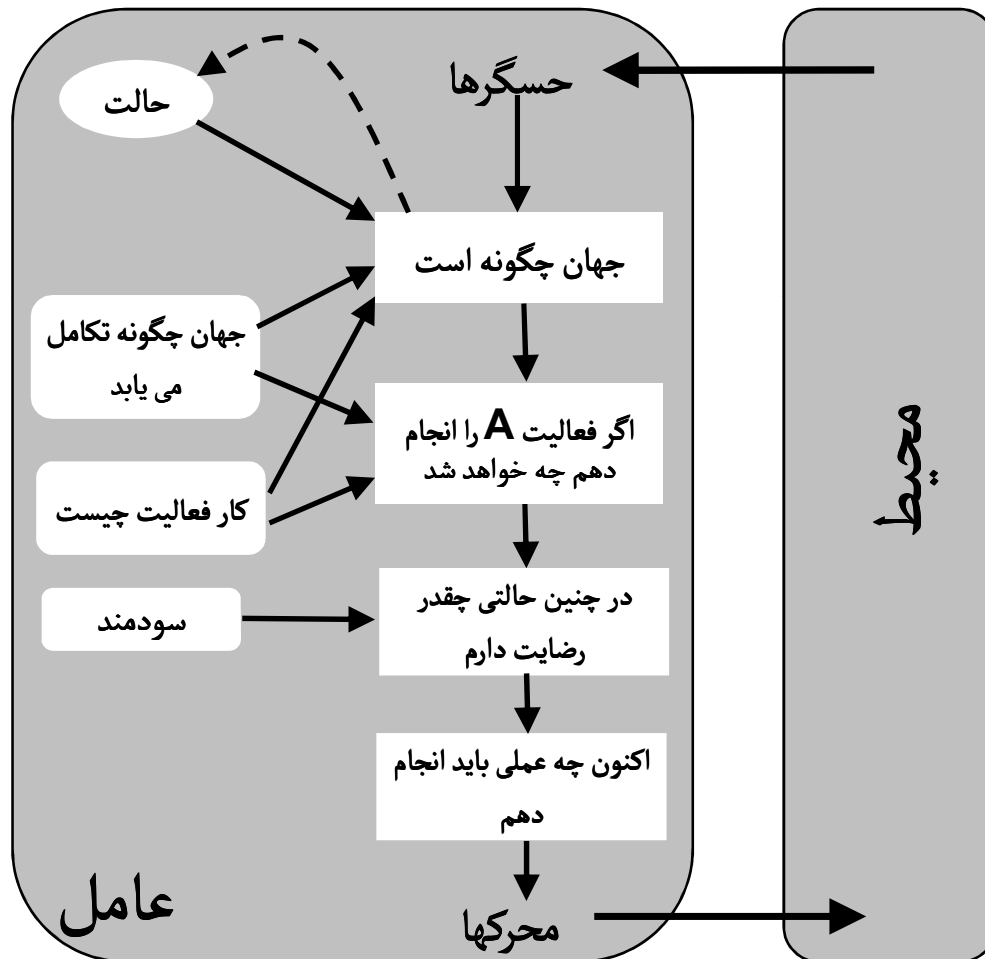 حسگرها
حالت
جهان چگونه است
جهان چگونه تکامل
می یابد
اگر فعالیت A را انجام
دهم چه خواهد شد
کار فعالیت چیست
در چنین حالتی چقدر
رضایت دارم
سودمند
اکنون چه عملی باید انجام
دهم
محرکها
عامل
محیط